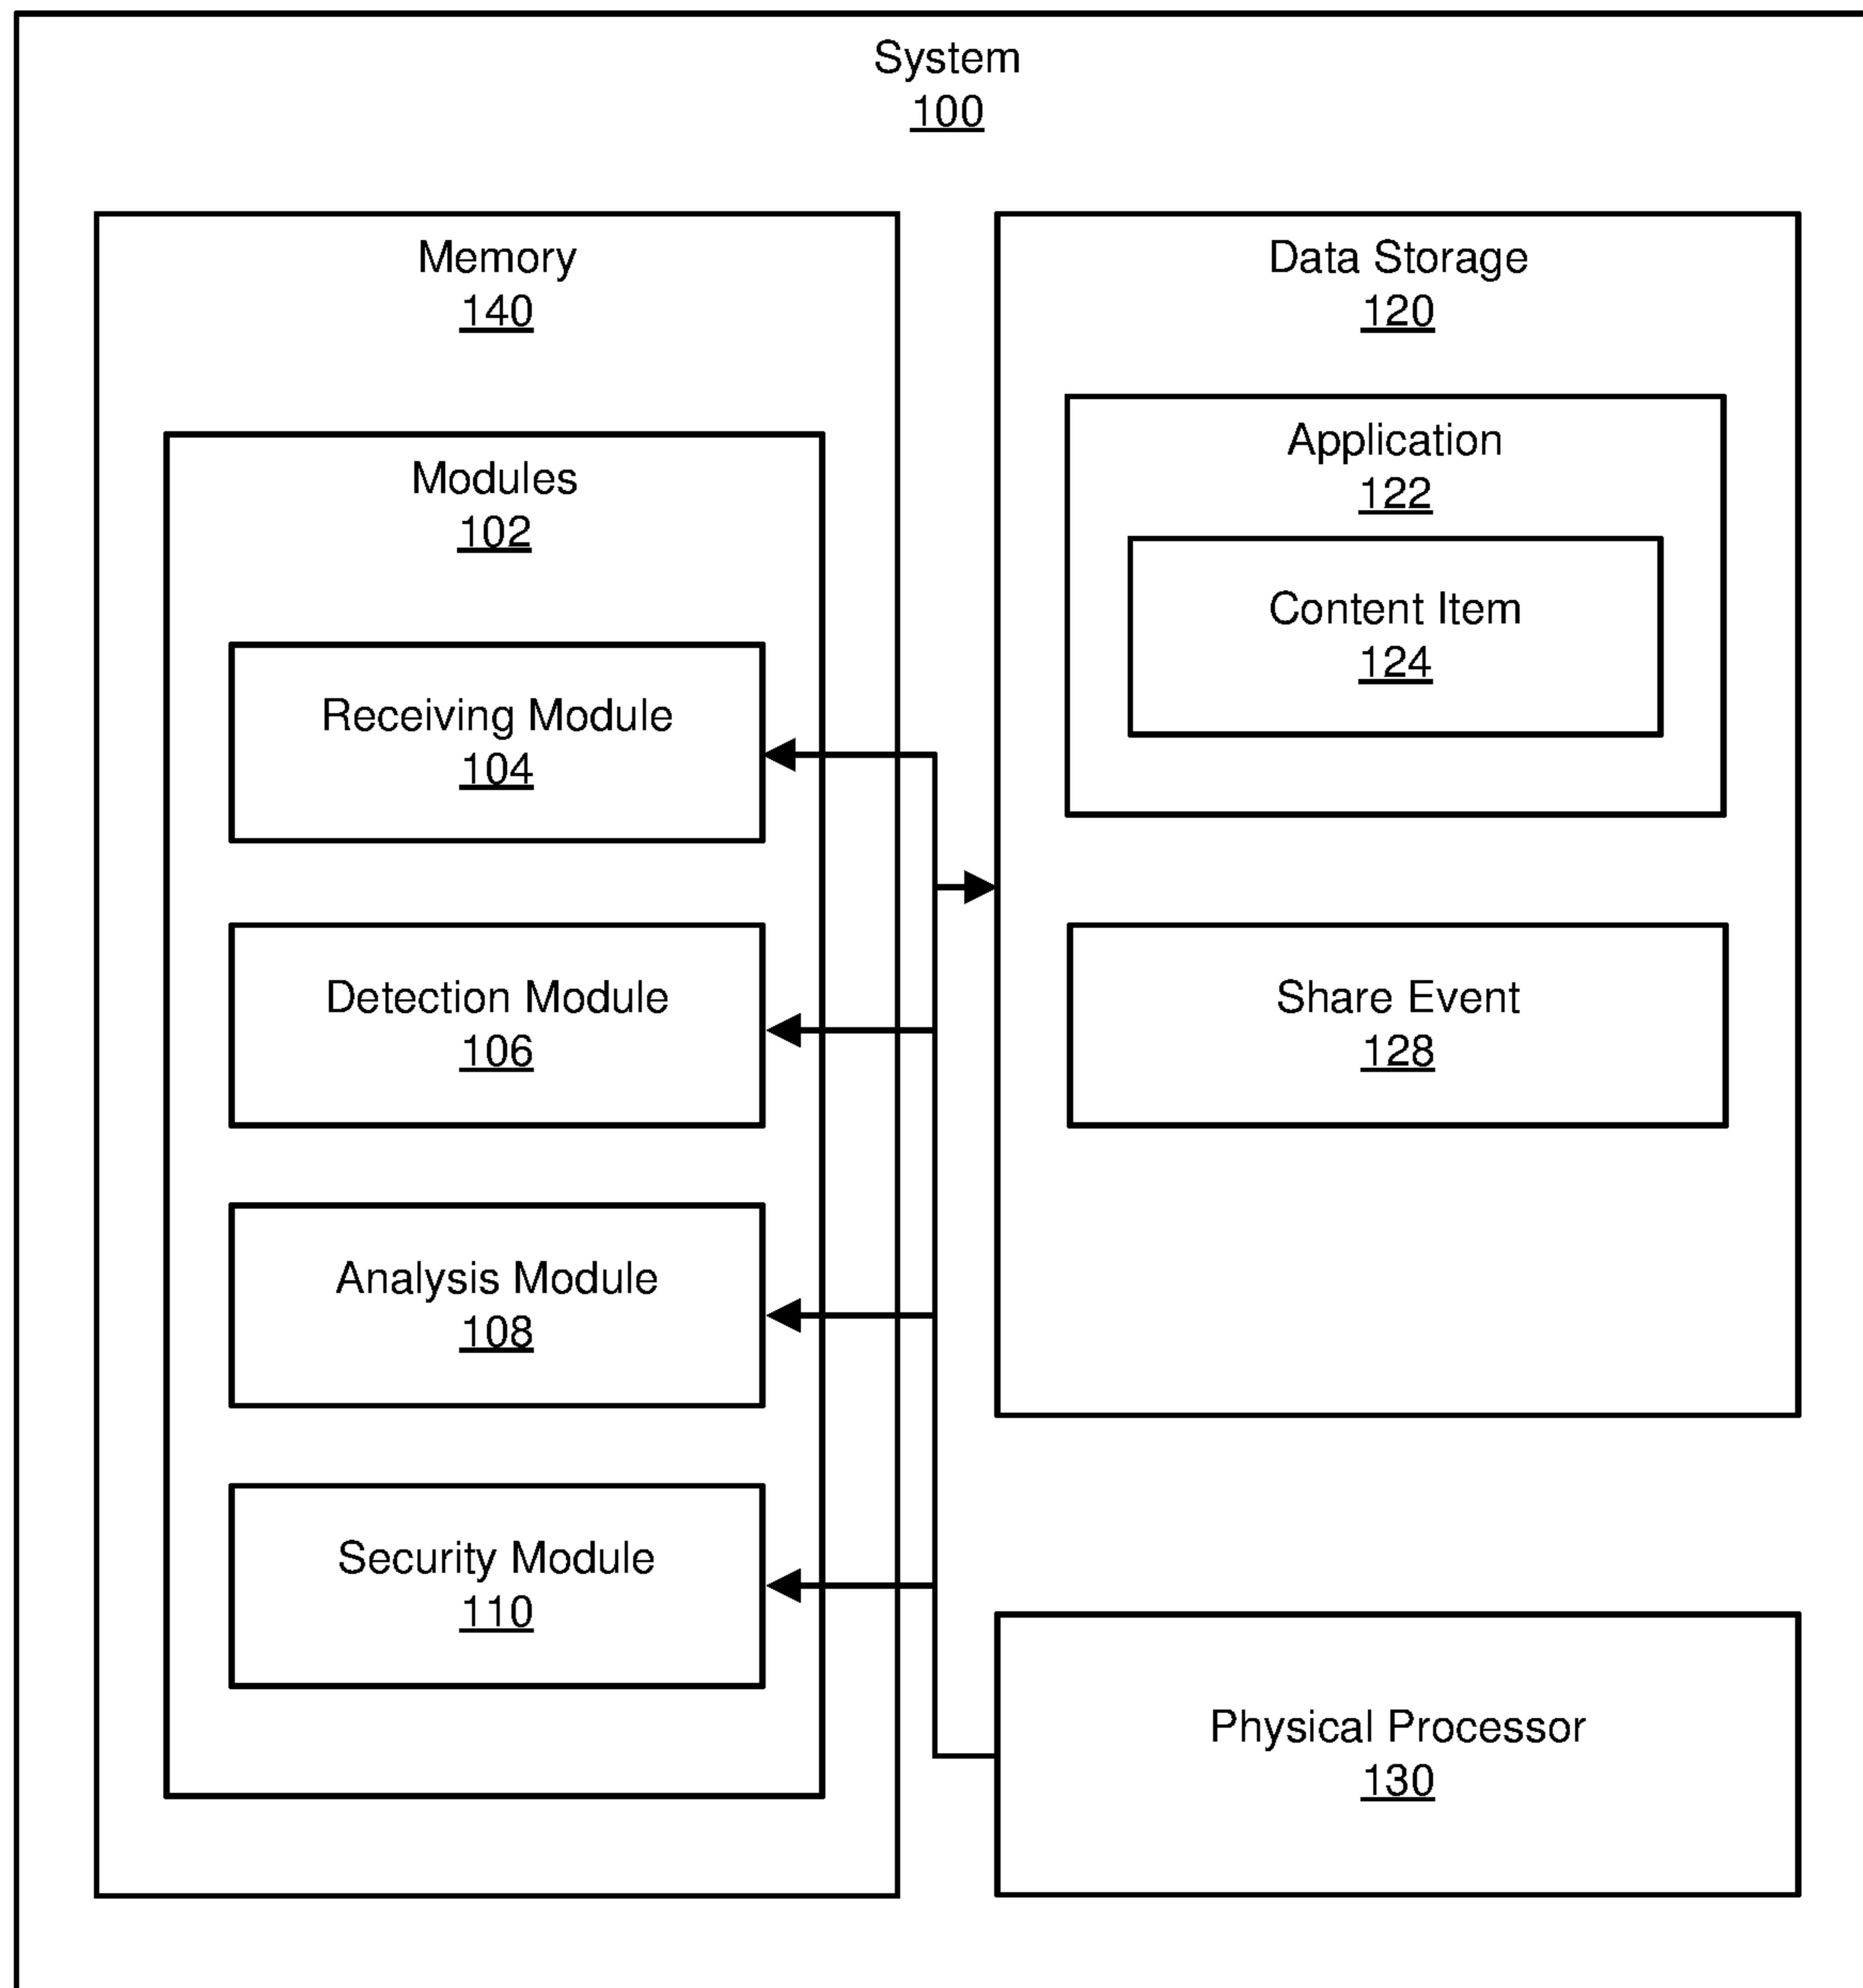 System
100
Memory
140
Modules
102
Receiving Module
104
Detection Module
106
Analysis Module
108
Security Module
110
Data Storage
120
Application
122
Content Item
124
Share Event
128
Physical Processor
130